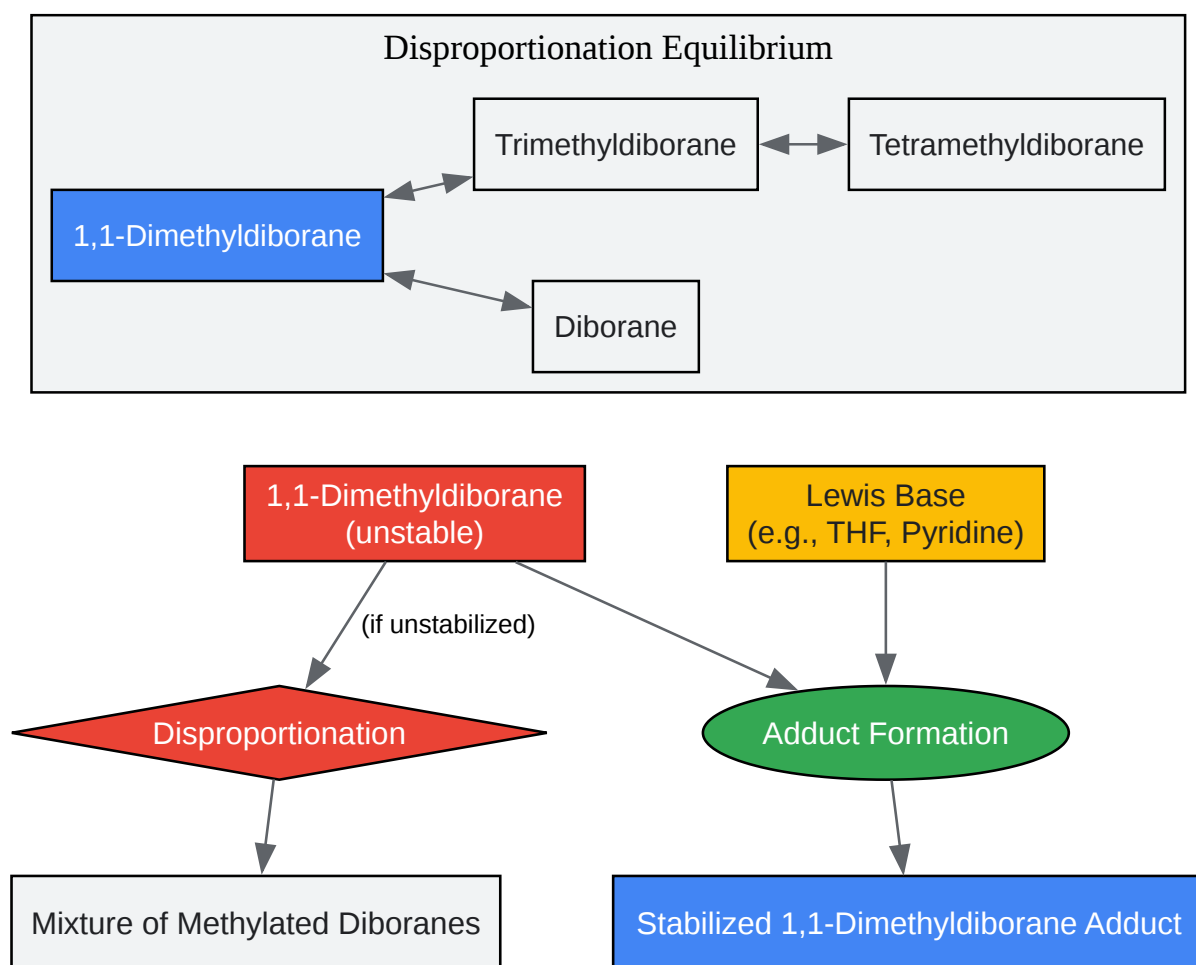 Disproportionation Equilibrium
Trimethyldiborane
Tetramethyldiborane
1,1-Dimethyldiborane
Diborane
1,1-Dimethyldiborane
(unstable)
Lewis Base
(e.g., THF, Pyridine)
(if unstabilized)
Disproportionation
Adduct Formation
Mixture of Methylated Diboranes
Stabilized 1,1-Dimethyldiborane Adduct